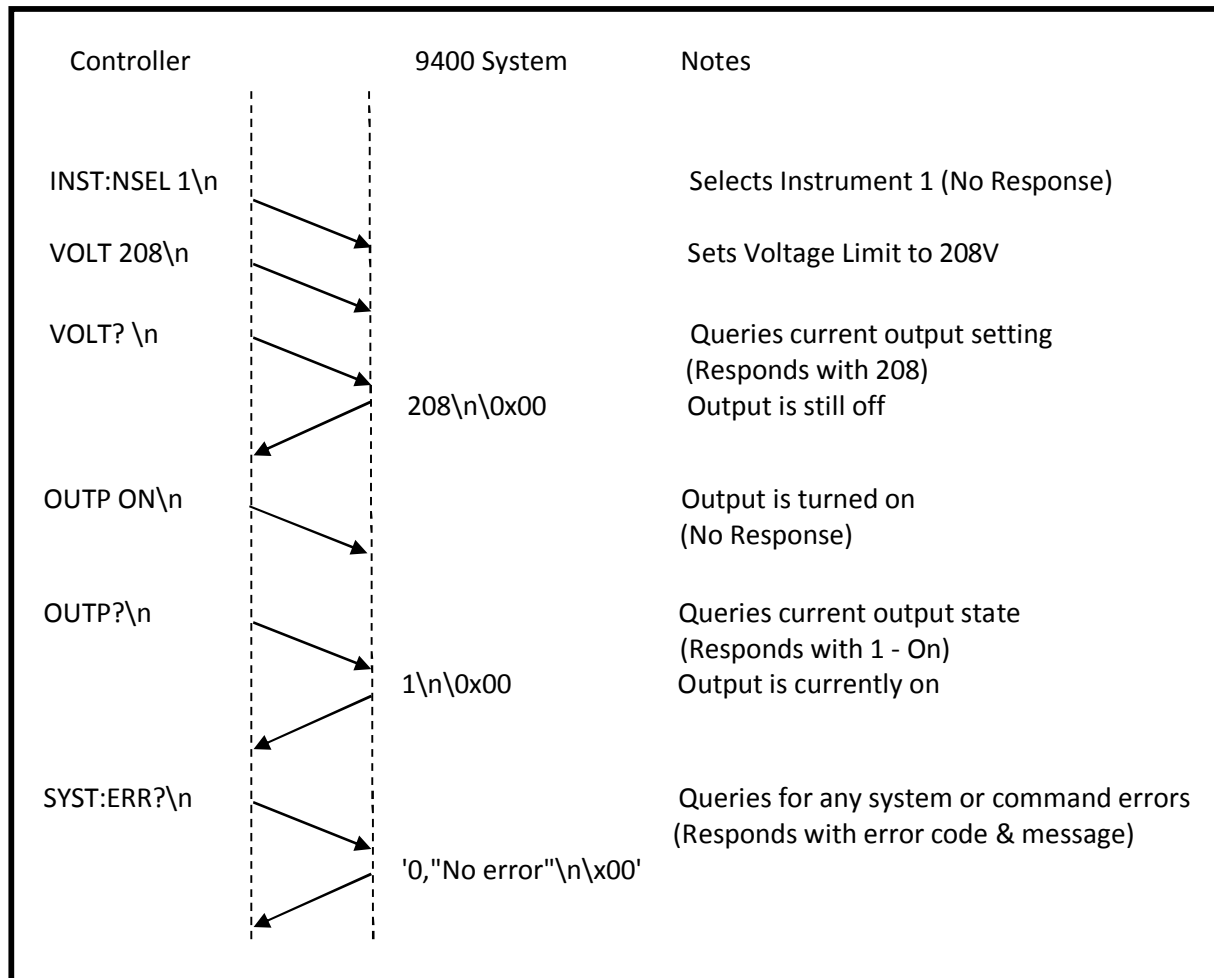 Controller 9400 System Notes
INST:NSEL 1\n Selects Instrument 1 (No Response)
VOLT 208\n Sets Voltage Limit to 208V
VOLT? \n Queries current output setting
(Responds with 208)
208\n\0x00 Output is still off
OUTP ON\n Output is turned on
(No Response)
OUTP?\n Queries current output state
(Responds with 1 - On)
1\n\0x00 Output is currently on
SYST:ERR?\n Queries for any system or command errors
(Responds with error code & message)
'0,"No error"\n\x00'